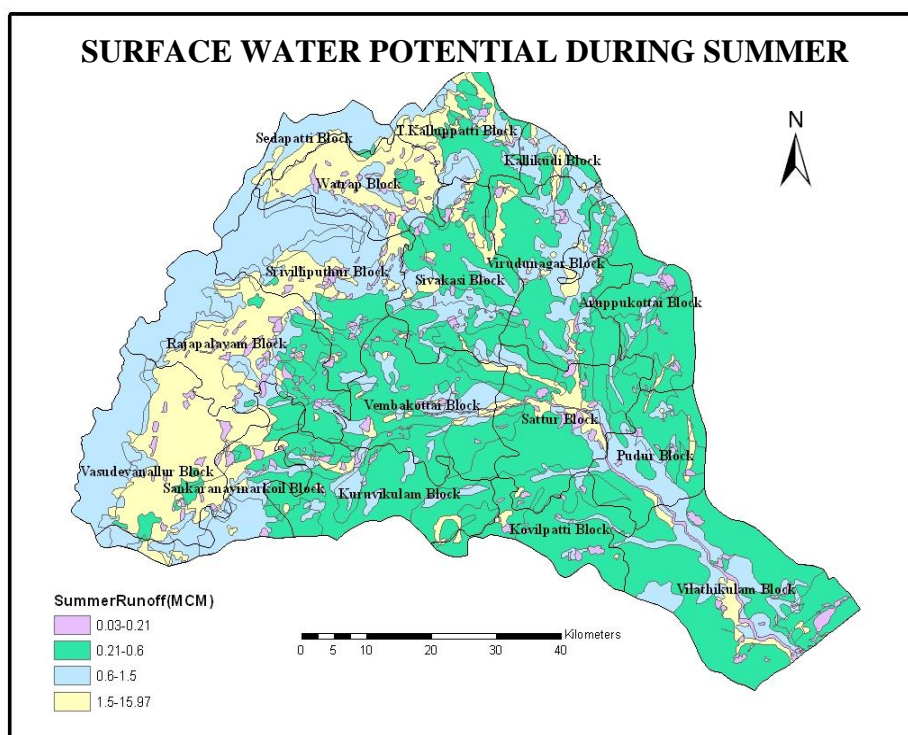 SURFACE WATER POTENTIAL DURING SUMMER
N
Sedapatti Block
T.Kalluppatti Block
Kallikudi Block
Watrap Block
Srivilliputhur Block
Virudunagar Block
Sivakasi Block
Aruppukottai Block
Rajapalayam Block
Vembakottai Block
Sattur Block
Pudur Block
Vasudevanallur Block
Sankaranaynarkoil Block
Kuruvikulam Block
Kovilpatti Block
Vilathikulam Block
SummerRunoff(MCM)
0.03-0.21
0.21-0.6
0.6-1.5
1.5-15.97
Kilometers
0 5 10 20 30 40